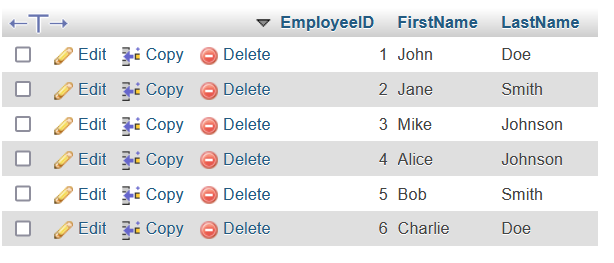 EmployeeID FirstName LastName
Edit Copy Delete 1 John Doe
Edit Copy Delete 2 Jane Smith
Edit Copy Delete 3 Mike Johnson
Edit Copy Delete 4 Alice Johnson
Edit Copy Delete 5 Bob Smith
Edit Copy Delete 6 Charlie Doe